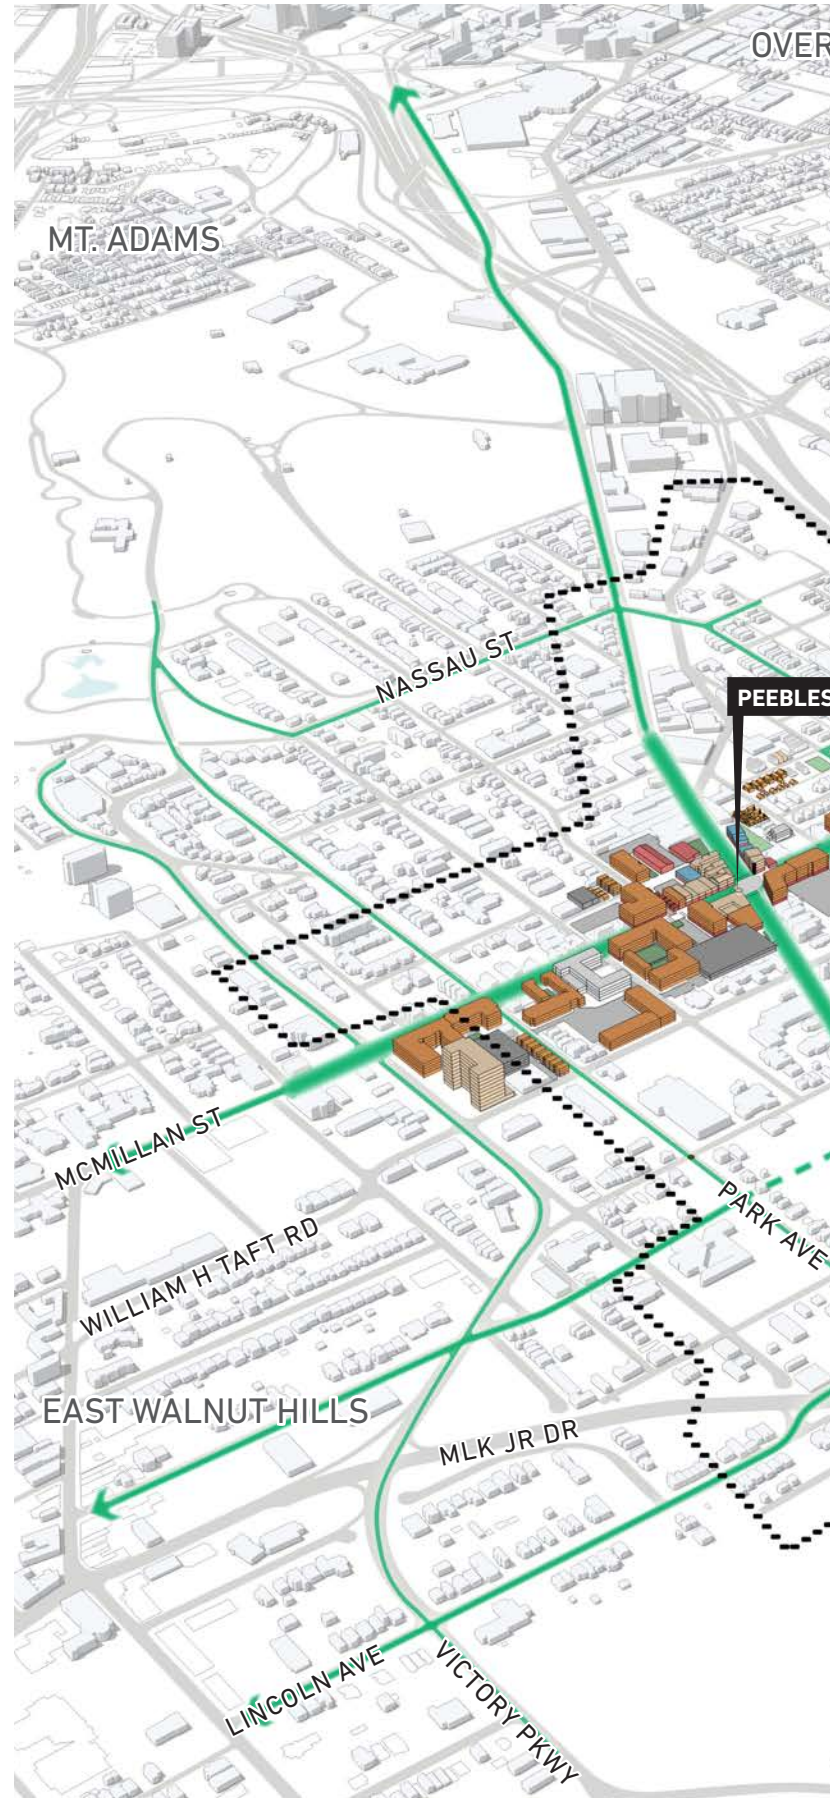 OVER
MT. ADAMS
NASSAU ST
PEEBLES
MCMILLAN ST
PARK AVE
WILLIAM H TAFT RD
EAST WALNUT HILLS
MLK JR DR
LINCOLN AVE
VICTORY PKWY